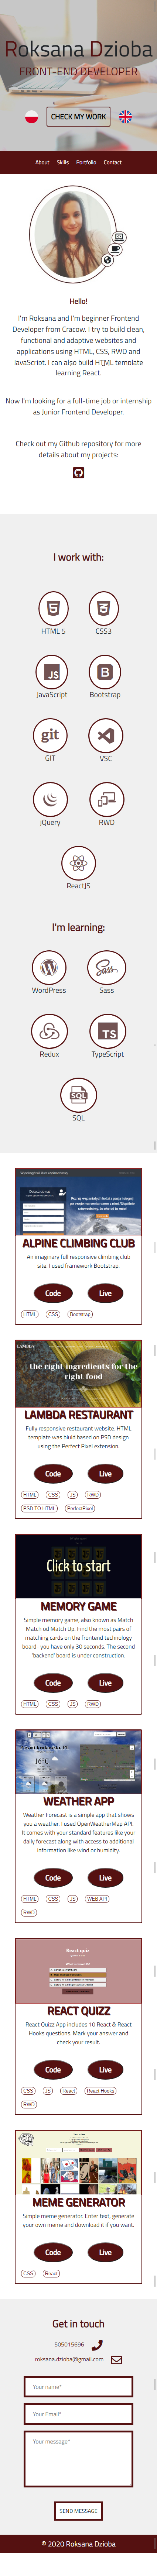 Roksana Dzioba
FRONT-END DEVELOPER
CHECK MY WORK
About Skills Portfolio Contact
Hello!
I'm Roksana and I'm beginner Frontend
Developer from Cracow. I try to build clean,
functional and adaptive websites and
applications using HTML, CSS, RWD and
JavaScript. I can also build HTML template
learning React.
Now I'm looking for a full-time job or internship
as Junior Frontend Developer.
Check out my Github repository for more
details about my projects:
I work with:
HTML 5 CSS3
JS
JavaScript Bootstrap
git
GIT VSC
jQuery RWD
ReactJS
I'm learning:
WordPress Sass
TS
Redux TypeScript
SQL
SQL
ALPINE CLIMBING CLUB
An imaginary full responsive climbing club
site. I used framework Bootstrap.
Code Live
HTML CSS Bootstrap
the right ingredients for the
right food
LAMBDA RESTAURANT
Fully responsive restaurant website. HTML
template was biuld based on PSD design
using the Perfect Pixel extension.
Code Live
HTML CSS JS RWD
PSD TO HTML PerfectPixel
Click to start
MEMORY GAME
Simple memory game, also known as Match
Match od Match Up. Find the most pairs of
matching cards on the frontend technology
board- you have only 30 seconds. The second
'backend' board is under construction.
Code Live
HTML CSS JS RWD
16°C
WEATHER APP
Weather Forecast is a simple app that shows
you a weather. I used OpenWeatherMap API.
It comes with your standard features like your
daily forecast along with access to additional
information like wind or humidity.
Code Live
HTML CSS JS WEB API
RWD
React quiz
REACT QUIZZ
React Quizz App includes 10 React & React
Hooks questions. Mark your answer and
check your result.
Code Live
CSS JS React React Hooks
RWD
MEME GENERATOR
Simple meme generator. Enter text, generate
your own meme and download it if you want.
Code Live
CSS React
Get in touch
505015696
roksana.dzioba@gmail.com
Your name*
Your Email*
Your message*
SEND MESSAGE
© 2020 Roksana Dzioba